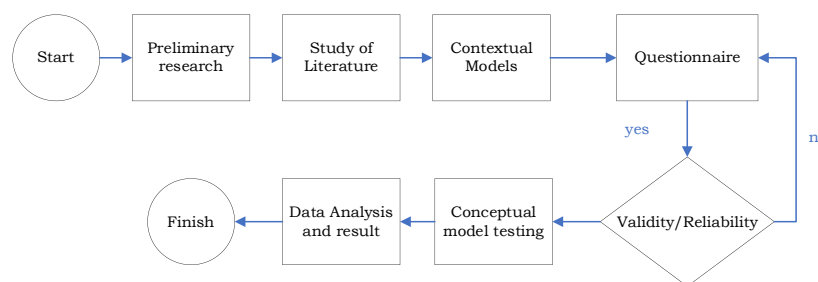 Start
Preliminary
research
Study of
Literature
Contextual
Models
Questionnaire
yes
n
Validity/Reliability
Conceptual
model testing
Data Analysis
and result
Finish